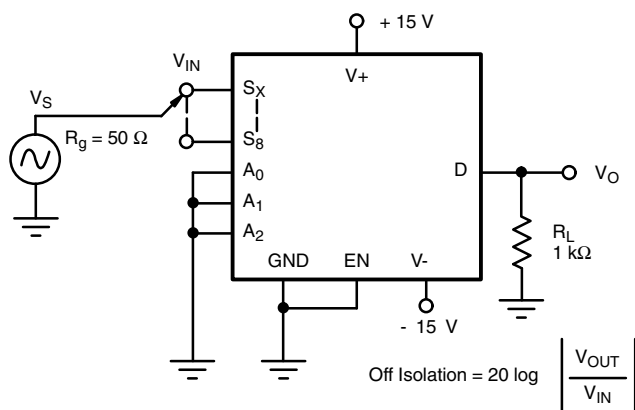 + 15 V
V_IN
V+
V_S
S_X
R_g = 50 Ω
S_8
A_0
D
V_O
A_1
R_L
1 kΩ
A_2
GND
EN
V-
- 15 V
Off Isolation = 20 log
V_OUT
V_IN